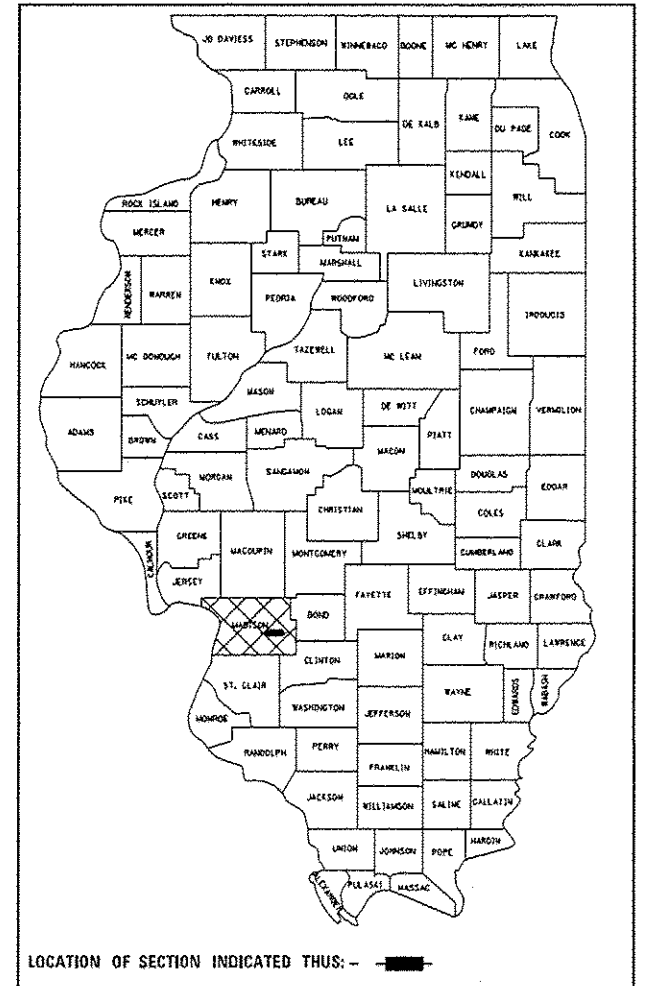 JO DAVIESS STEPHENSON WINNEBAGO BOONE MC HENRY LAKE
CARROLL OGLE DE KALB KANE DU PAGE COOK
WHITESIDE LEE KENDALL WILL
ROCK ISLAND HENRY BUREAU LA SALLE GRUNDY
MERCER PUTNAM KANKAKEE
STARK MARSHALL
HENDERSON WARREN KNOX PEORIA WOODFORD LIVINGSTON IROQUOIS
HANCOCK MC DONOUGH FULTON TAZEWELL MC LEAN FORD
SCHUYLER MASON LOGAN DE WITT CHAMPAIGN VERMILION
ADAMS BROWN CASS MENARD MACON PIATT
PIKE SCOTT MORGAN SANGAMON MOULTRIE DOUGLAS EDGAR
CHRISTIAN COLES
CALHOUN GREENE MACOUPIN MONTGOMERY SHELBY CUMBERLAND CLARK
JERSEY FAYETTE EFFINGHAM JASPER CRAWFORD
MADISON BOND
CLINTON MARION CLAY RICHLAND LAWRENCE
ST. CLAIR WAYNE EDWARDS WABASH
MONROE WASHINGTON JEFFERSON
RANDOLPH PERRY HAMILTON WHITE
FRANKLIN
JACKSON WILLIAMSON SALINE GALLATIN
UNION JOHNSON POPE HARDIN
ALEXANDER PULASKI MASSAC
LOCATION OF SECTION INDICATED THUS: -